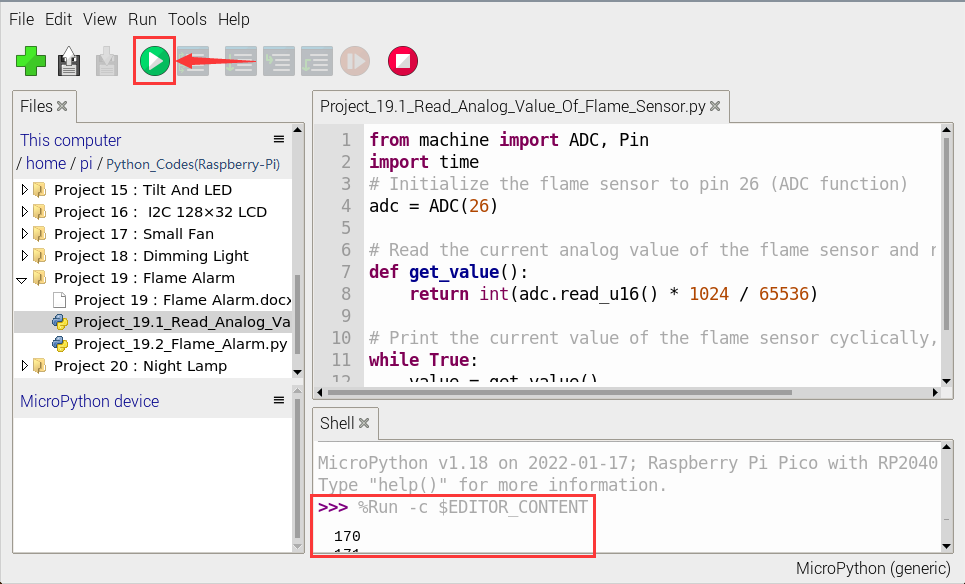 File Edit View Run Tools Help
Files
This computer
/ home / pi / Python_Codes(Raspberry-Pi)
Project 15 : Tilt And LED
Project 16 : I2C 128×32 LCD
Project 17 : Small Fan
Project 18 : Dimming Light
Project 19 : Flame Alarm
Project 19 : Flame Alarm.docx
Project_19.1_Read_Analog_Va
Project_19.2_Flame_Alarm.py
Project 20 : Night Lamp
MicroPython device
Project_19.1_Read_Analog_Value_Of_Flame_Sensor.py
1 from machine import ADC, Pin
2 import time
3 # Initialize the flame sensor to pin 26 (ADC function)
4 adc = ADC(26)
5
6 # Read the current analog value of the flame sensor and r
7 def get_value():
8     return int(adc.read_u16() * 1024 / 65536)
9
10 # Print the current value of the flame sensor cyclically,
11 while True:
12     value = get_value()
Shell
MicroPython v1.18 on 2022-01-17; Raspberry Pi Pico with RP2040
Type "help()" for more information.
>>> %Run -c $EDITOR_CONTENT
170
171
MicroPython (generic)